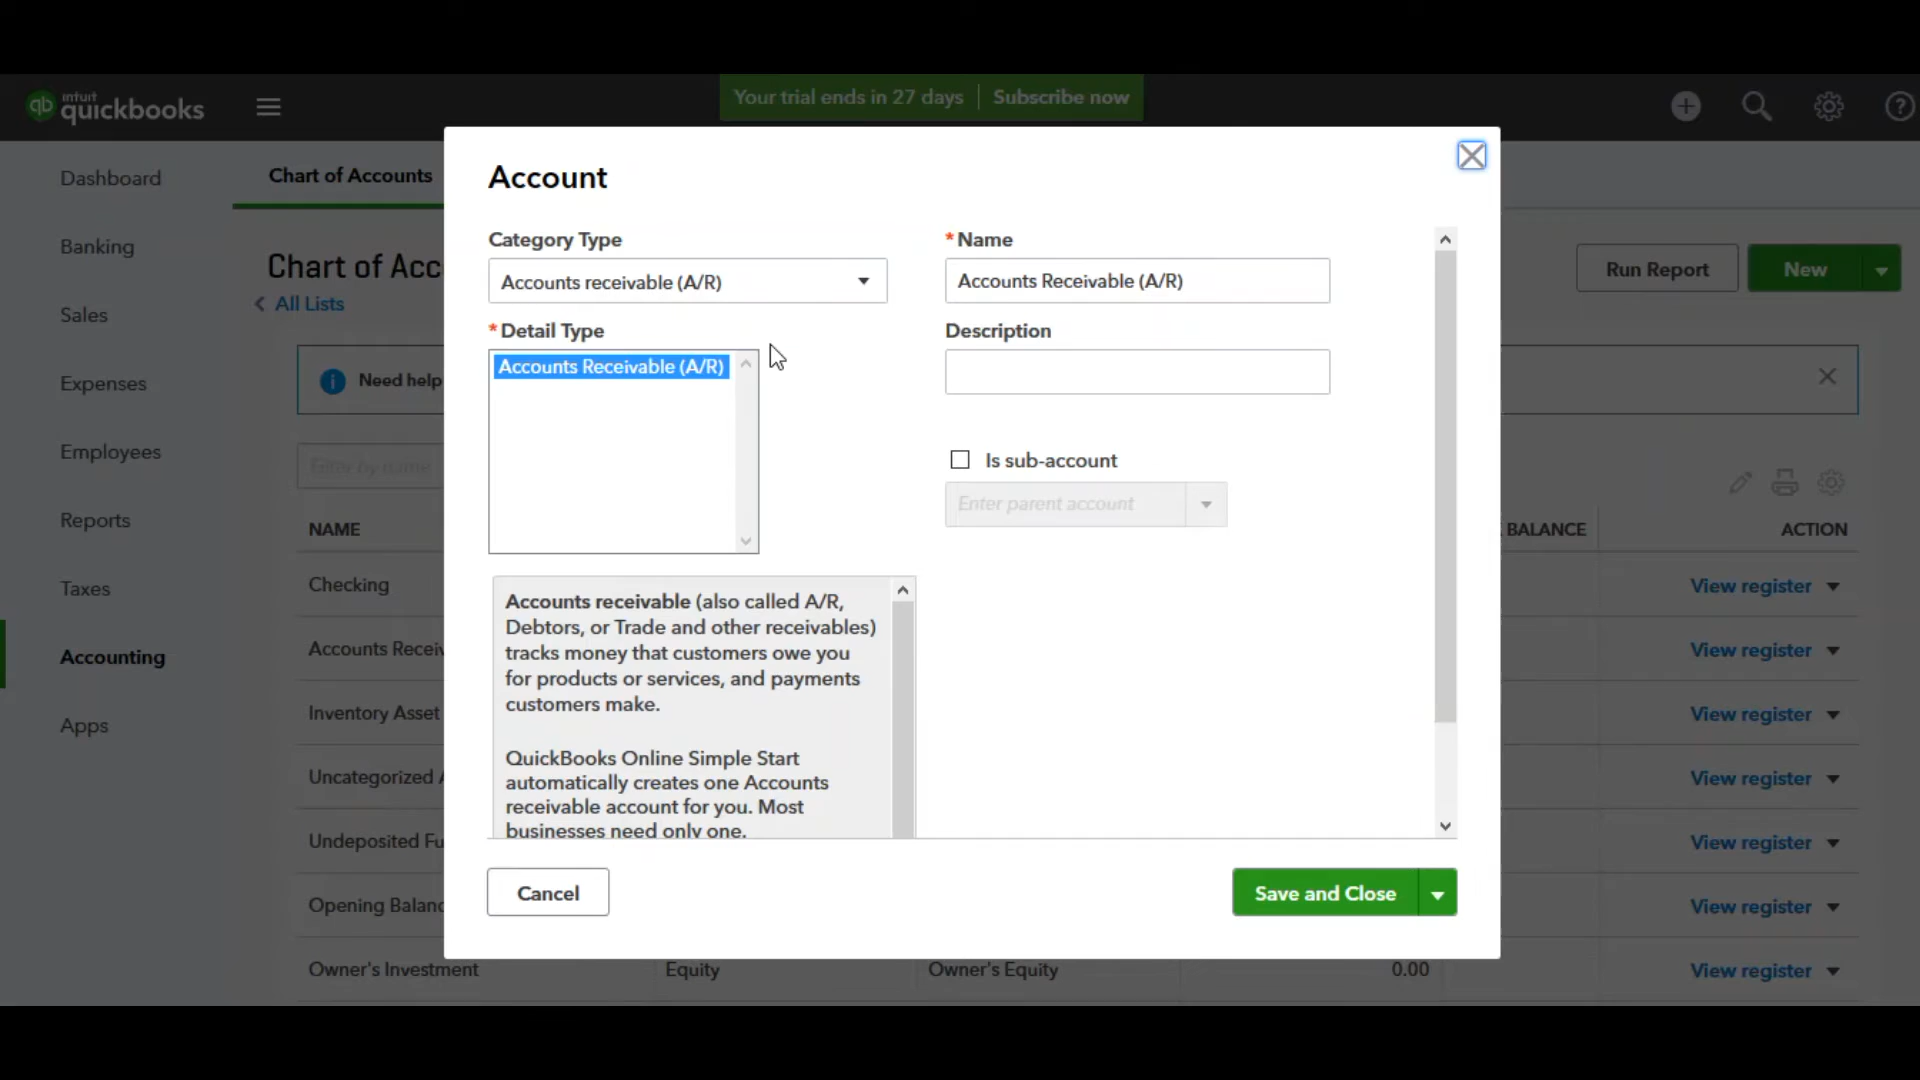 intuit
qb quickbooks
Your trial ends in 27 days Subscribe now
Dashboard
Banking
Sales
Expenses
Employees
Reports
Taxes
Accounting
Apps
Chart of Accounts
Chart of Acc
All Lists
Run Report New
Need help
Filter by name
NAME BALANCE ACTION
Checking View register
Accounts Receiv View register
Inventory Asset View register
Uncategorized A View register
Undeposited Fu View register
Opening Balanc View register
Owner's Investment Equity Owner's Equity 0.00 View register
Account
Category Type
Accounts receivable (A/R)
*Detail Type
Accounts Receivable (A/R)
Accounts receivable (also called A/R,
Debtors, or Trade and other receivables)
tracks money that customers owe you
for products or services, and payments
customers make.
QuickBooks Online Simple Start
automatically creates one Accounts
receivable account for you. Most
businesses need only one.
*Name
Accounts Receivable (A/R)
Description
Is sub-account
Enter parent account
Cancel
Save and Close